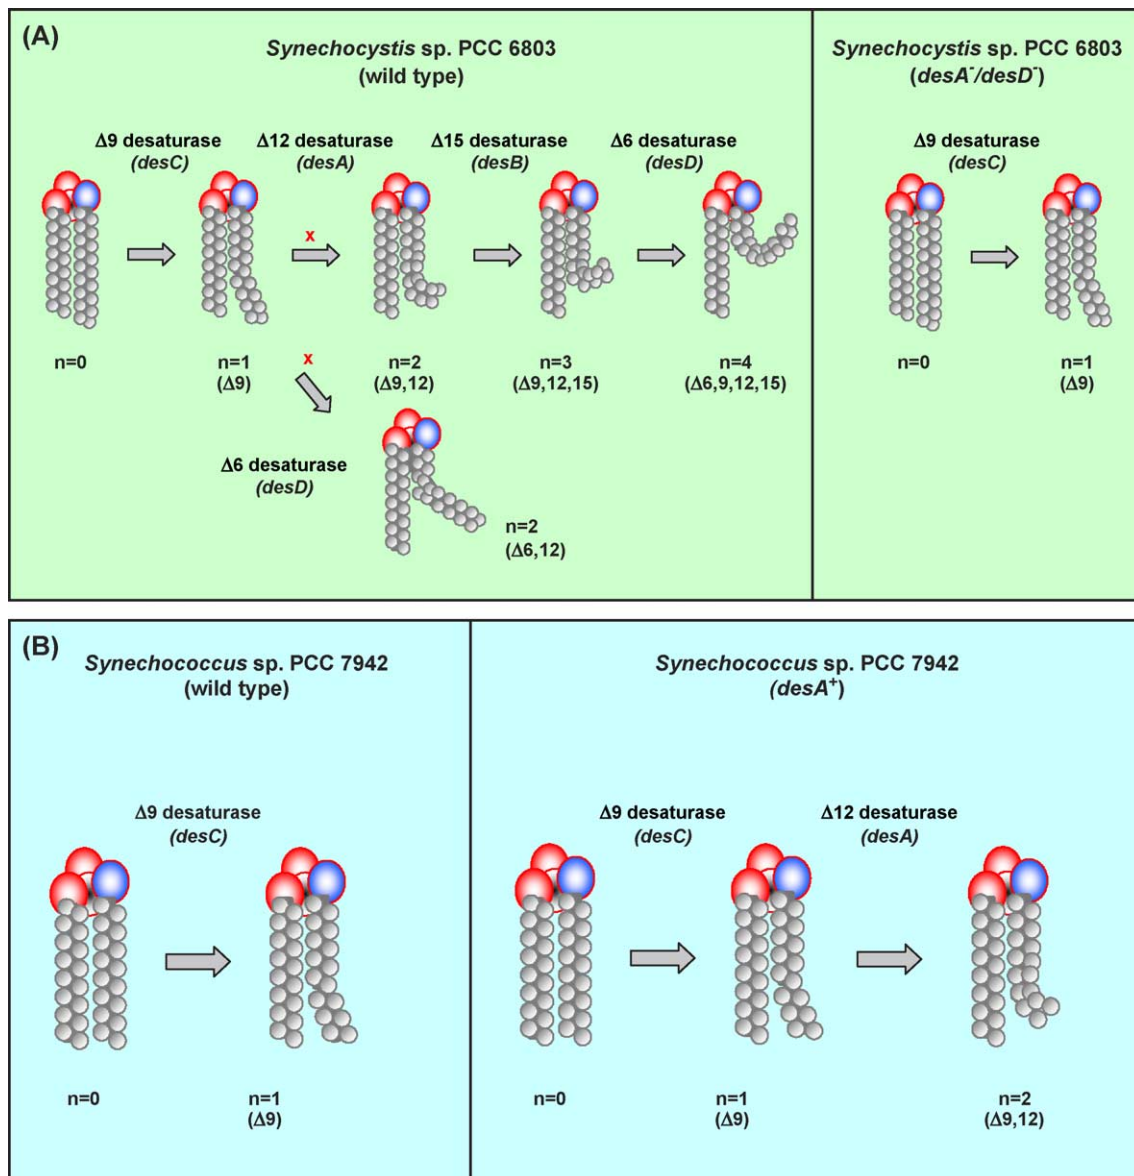 (A)
Synechocystis sp. PCC 6803
(wild type)
Δ9 desaturase
(desC)
Δ12 desaturase
(desA)
Δ15 desaturase
(desB)
Δ6 desaturase
(desD)
x
n=0
n=1
(Δ9)
x
n=2
(Δ9,12)
n=3
(Δ9,12,15)
n=4
(Δ6,9,12,15)
Δ6 desaturase
(desD)
n=2
(Δ6,12)
Synechocystis sp. PCC 6803
(desA⁻/desD⁻)
Δ9 desaturase
(desC)
n=0
n=1
(Δ9)
(B)
Synechococcus sp. PCC 7942
(wild type)
Δ9 desaturase
(desC)
n=0
n=1
(Δ9)
Synechococcus sp. PCC 7942
(desA⁺)
Δ9 desaturase
(desC)
Δ12 desaturase
(desA)
n=0
n=1
(Δ9)
n=2
(Δ9,12)